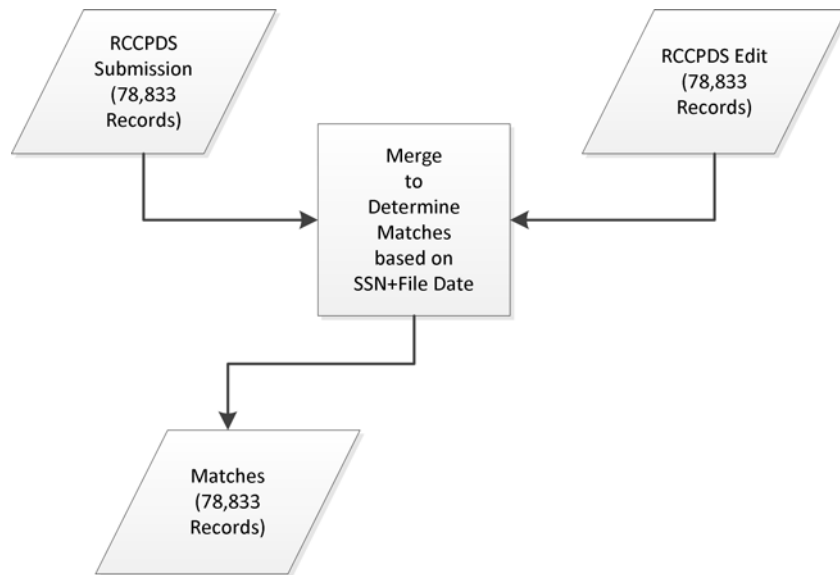 RCCPDS
Submission
(78,833
Records)
RCCPDS Edit
(78,833
Records)
Merge
to
Determine
Matches
based on
SSN+File Date
Matches
(78,833
Records)